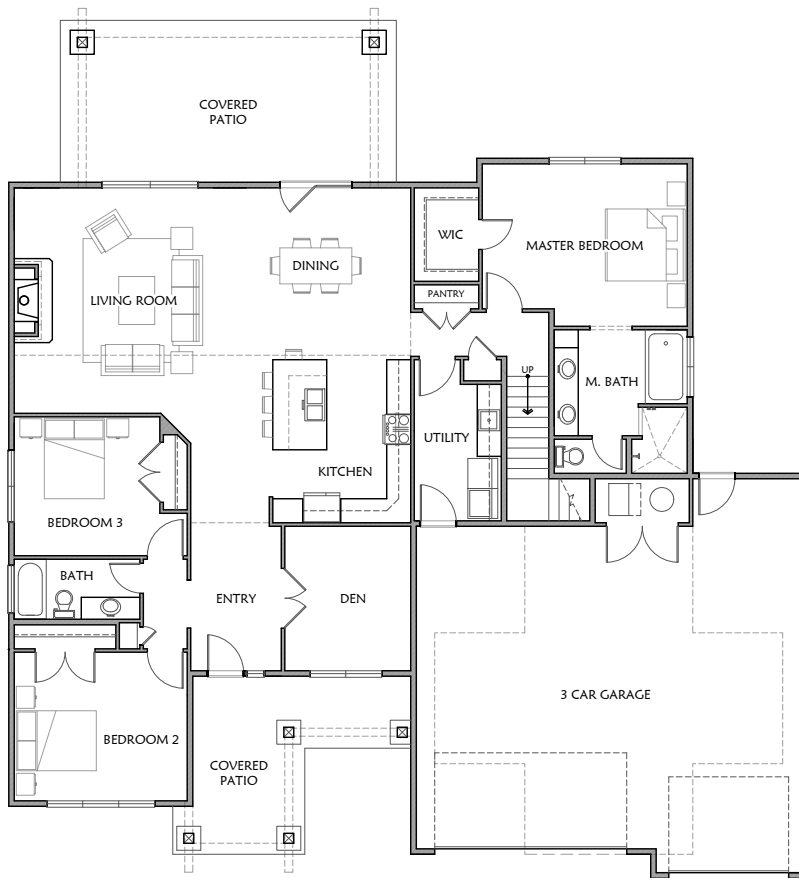 COVERED
PATIO
WIC
MASTER BEDROOM
DINING
PANTRY
LIVING ROOM
UP
M. BATH
UTILITY
KITCHEN
BEDROOM 3
BATH
ENTRY
DEN
3 CAR GARAGE
BEDROOM 2
COVERED
PATIO